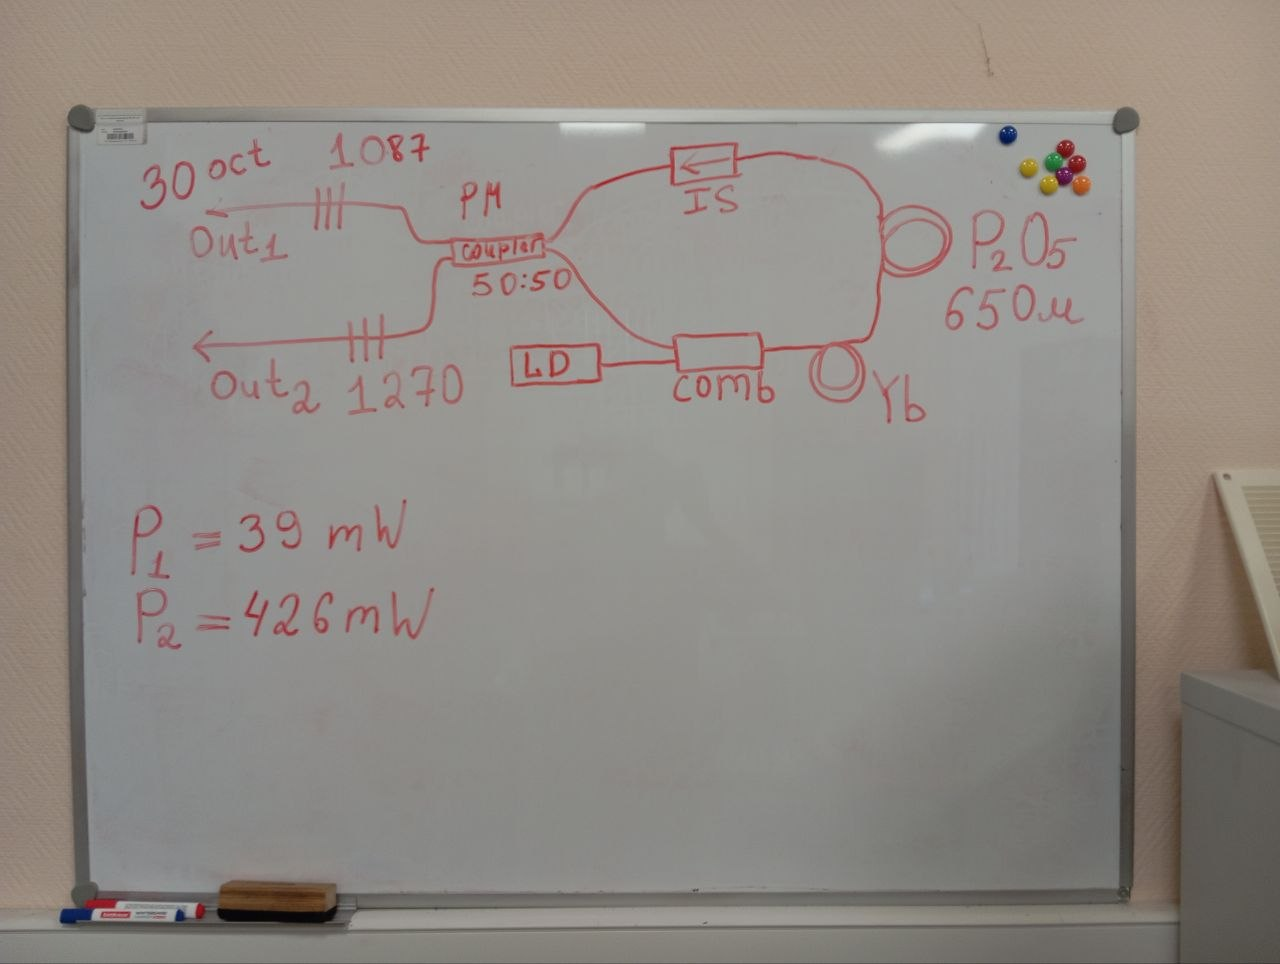 30 oct 1087
Out1
PM
coupler
50:50
IS
P2O5
650м
LD
comb
Yb
Out2 1270
P1 = 39 mW
P2 = 426 mW